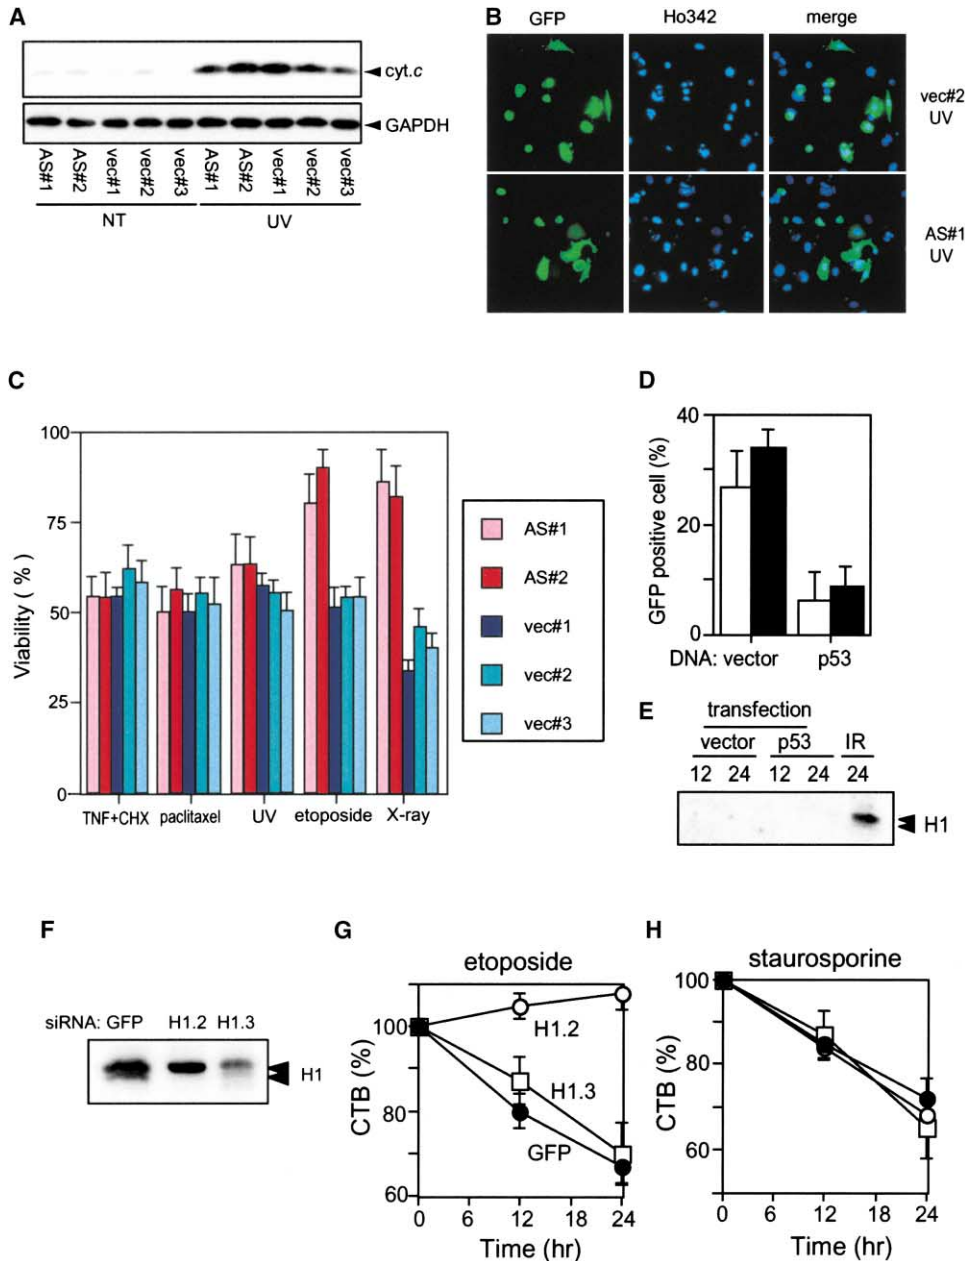 A
cyt.c
GAPDH
AS#1 AS#2 vec#1 vec#2 vec#3 AS#1 AS#2 vec#1 vec#2 vec#3
NT UV
B
GFP Ho342 merge
vec#2
UV
AS#1
UV
C
Viability ( % )
100
75
50
25
0
TNF+CHX paclitaxel UV etoposide X-ray
AS#1
AS#2
vec#1
vec#2
vec#3
D
GFP positive cell (%)
40
20
0
DNA: vector p53
E
transfection
vector p53 IR
12 24 12 24 24
H1
F
siRNA: GFP H1.2 H1.3
H1
G
etoposide
CTB (%)
100
80
60
H1.2
H1.3
GFP
0 6 12 18 24
Time (hr)
H
staurosporine
CTB (%)
100
80
60
0 6 12 18 24
Time (hr)